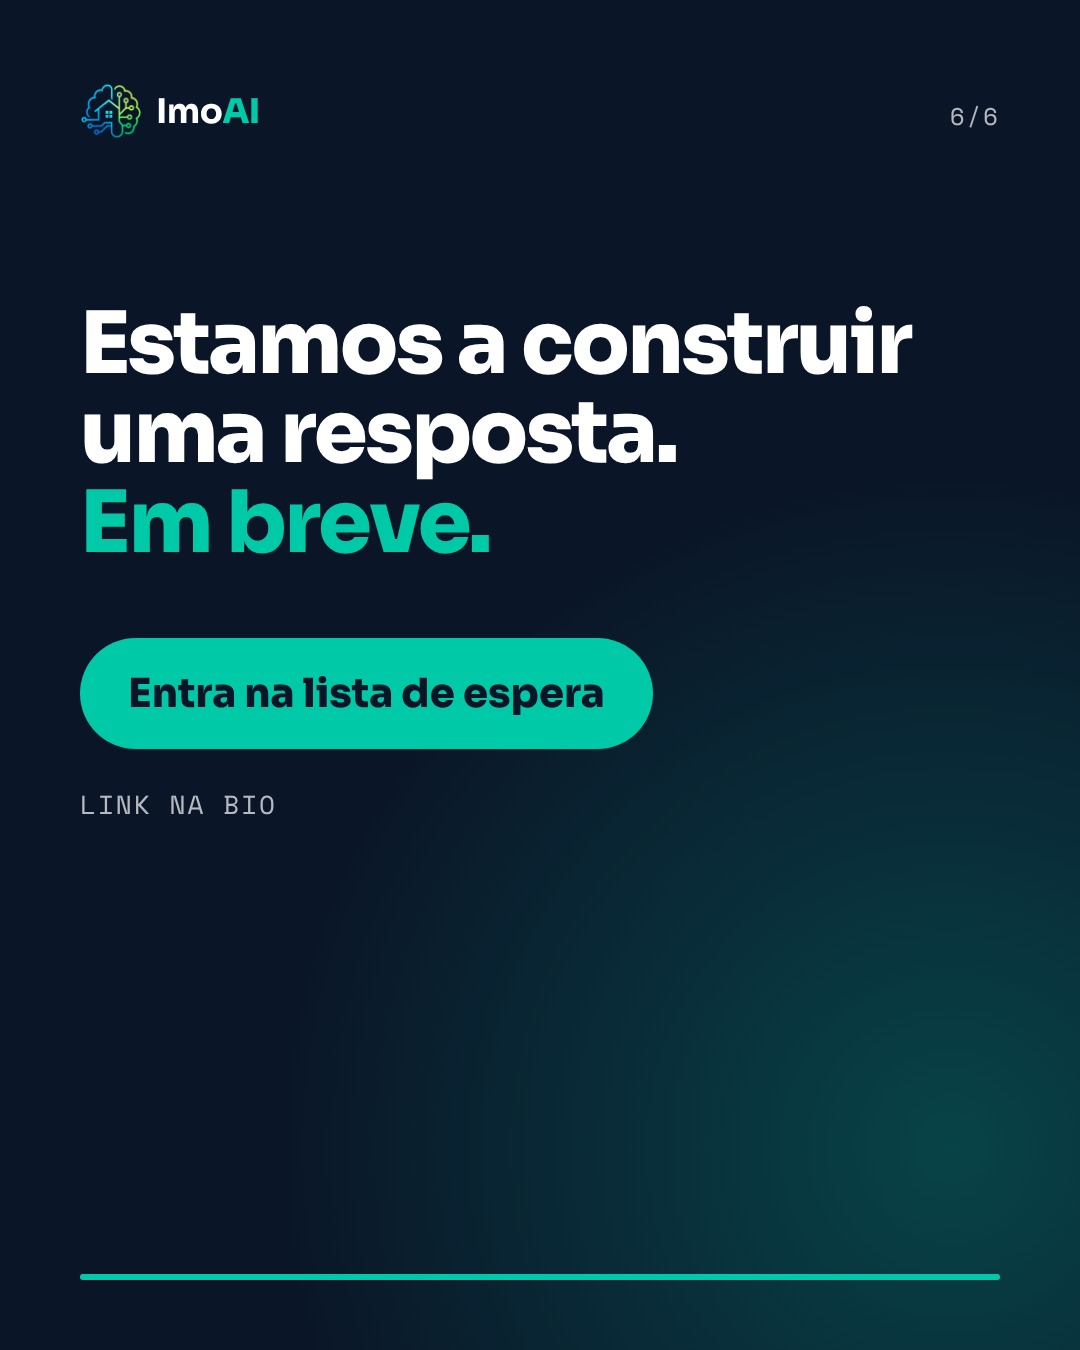 ImoAI
6/6
Estamos a construir
uma resposta.
Em breve.
Entra na lista de espera
LINK NA BIO